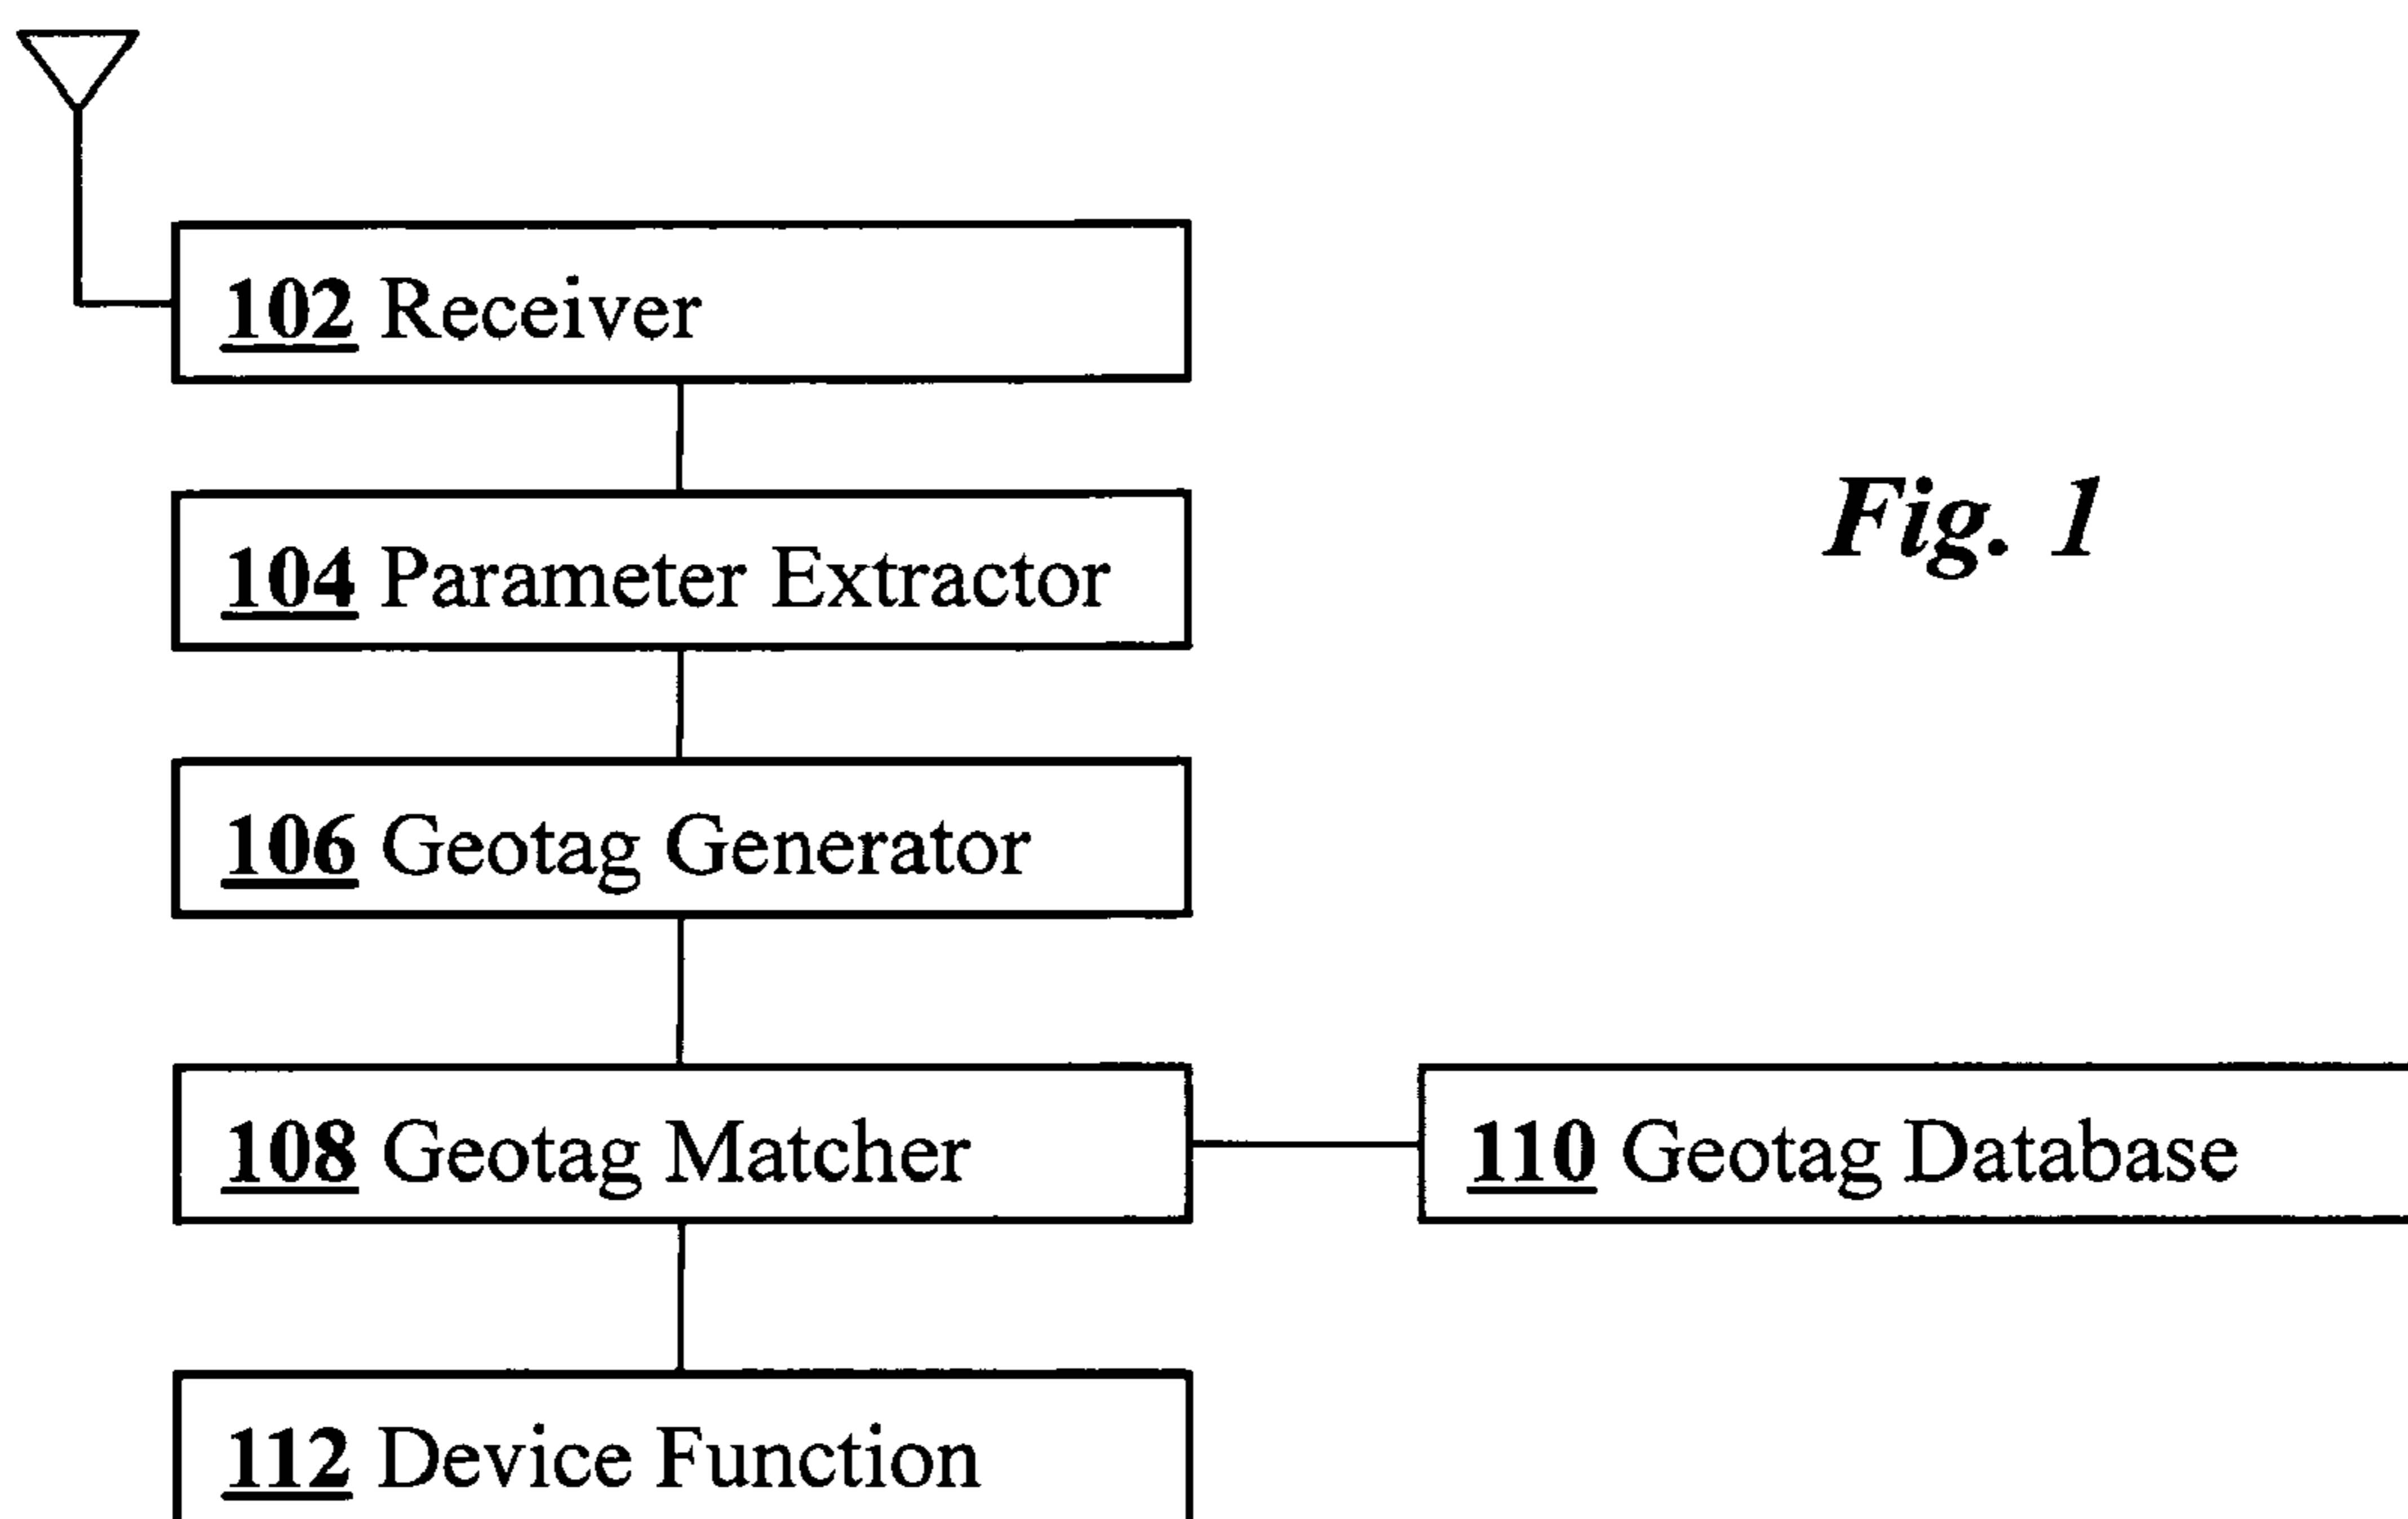 102 Receiver
104 Parameter Extractor
Fig. 1
106 Geotag Generator
108 Geotag Matcher
110 Geotag Database
112 Device Function